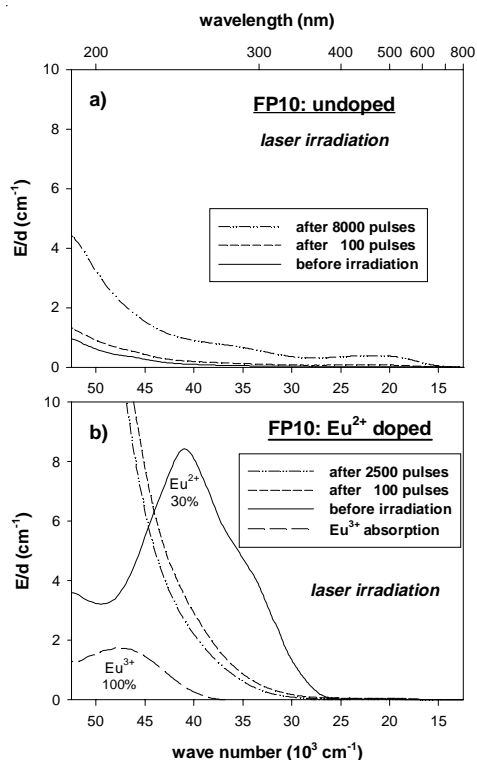 wavelength (nm)
200 300 400 500 600 800
10
a)
FP10: undoped
8
laser irradiation
6
E/d (cm⁻¹)
after 8000 pulses
after 100 pulses
before irradiation
4
2
0
50 45 40 35 30 25 20 15
10
b)
FP10: Eu²⁺ doped
8
after 2500 pulses
after 100 pulses
before irradiation
Eu³⁺ absorption
Eu²⁺
30%
6
E/d (cm⁻¹)
laser irradiation
4
2
Eu³⁺
100%
0
50 45 40 35 30 25 20 15
wave number (10³ cm⁻¹)